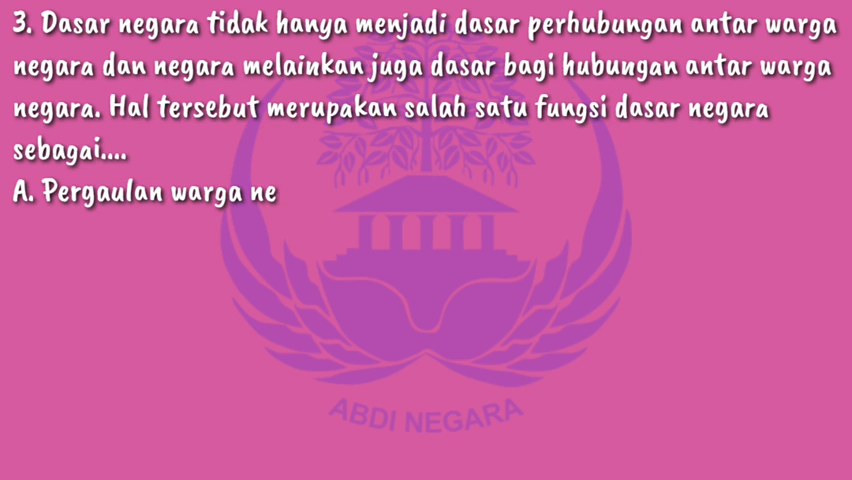 3. Dasar negara tidak hanya menjadi dasar perhubungan antar warga
negara dan negara melainkan juga dasar bagi hubungan antar warga
negara. Hal tersebut merupakan salah satu fungsi dasar negara
sebagai....
A. Pergaulan warga ne
ABDI NEGARA